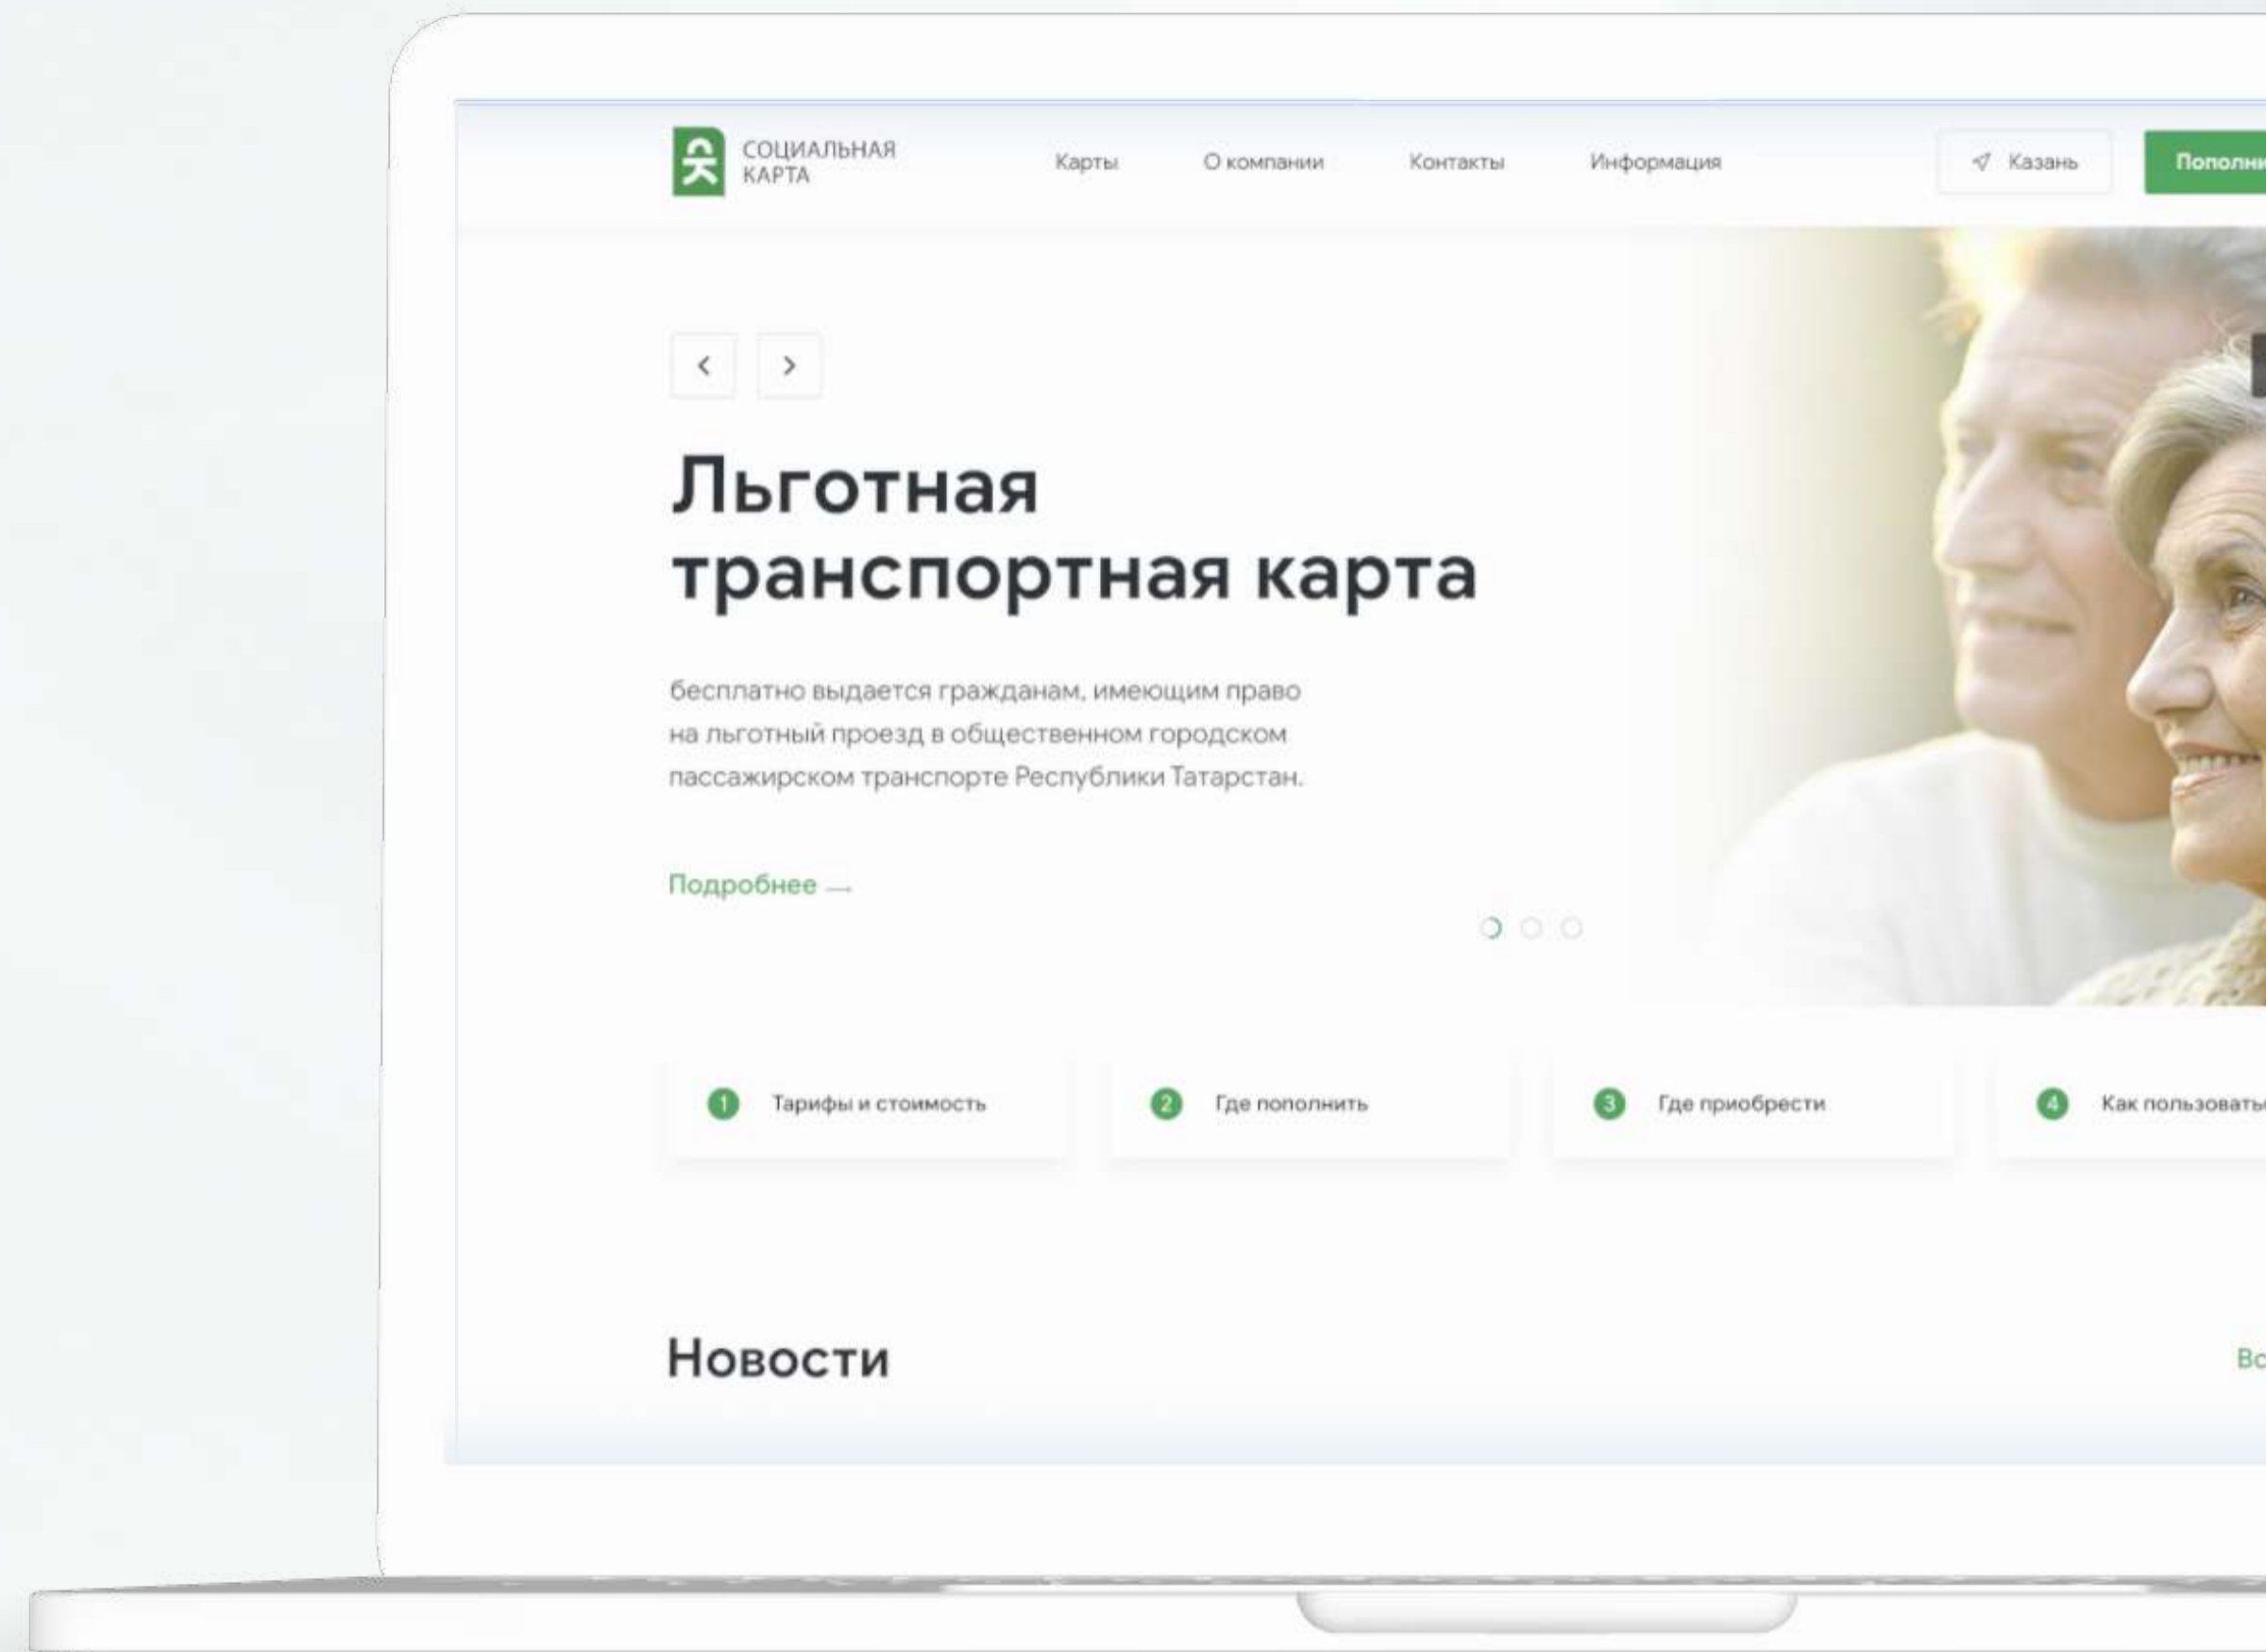 СОЦИАЛЬНАЯ
КАРТА
Карты О компании Контакты Информация Казань
Льготная
транспортная карта
бесплатно выдается гражданам, имеющим право
на льготный проезд в общественном городском
пассажирском транспорте Республики Татарстан.
Подробнее
1 Тарифы и стоимость 2 Где пополнить 3 Где приобрести 4 Как
Новости